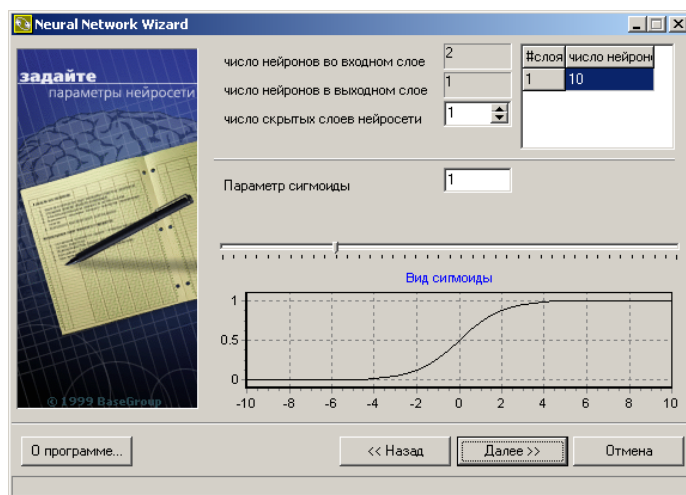 Neural Network Wizard
задайте
параметры нейросети
© 1999 BaseGroup
число нейронов во входном слое
2
число нейронов в выходном слое
1
число скрытых слоев нейросети
1
#слоя число нейроно
1 10
Параметр сигмоиды
1
Вид сигмоиды
1
0.5
0
-10 -8 -6 -4 -2 0 2 4 6 8 10
О программе...
<< Назад
Далее >>
Отмена